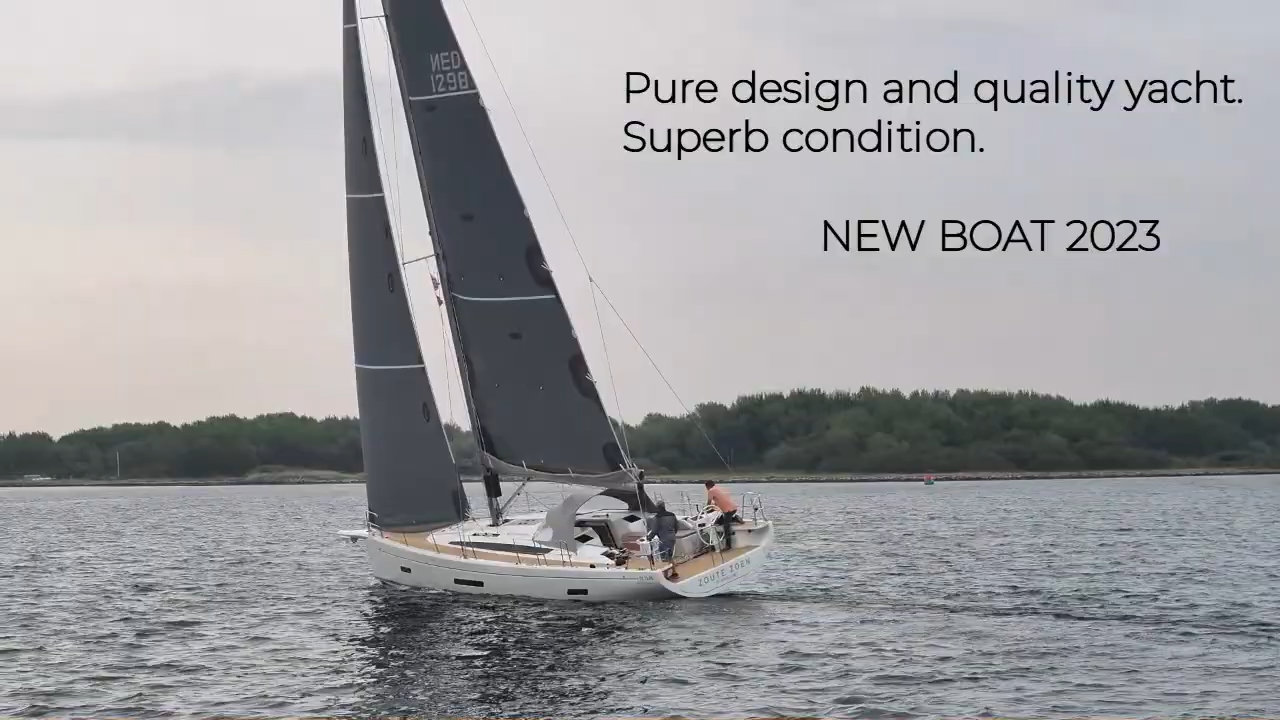 NED
1298
Pure design and quality yacht.
Superb condition.
NEW BOAT 2023
ZOUTE ZOEN